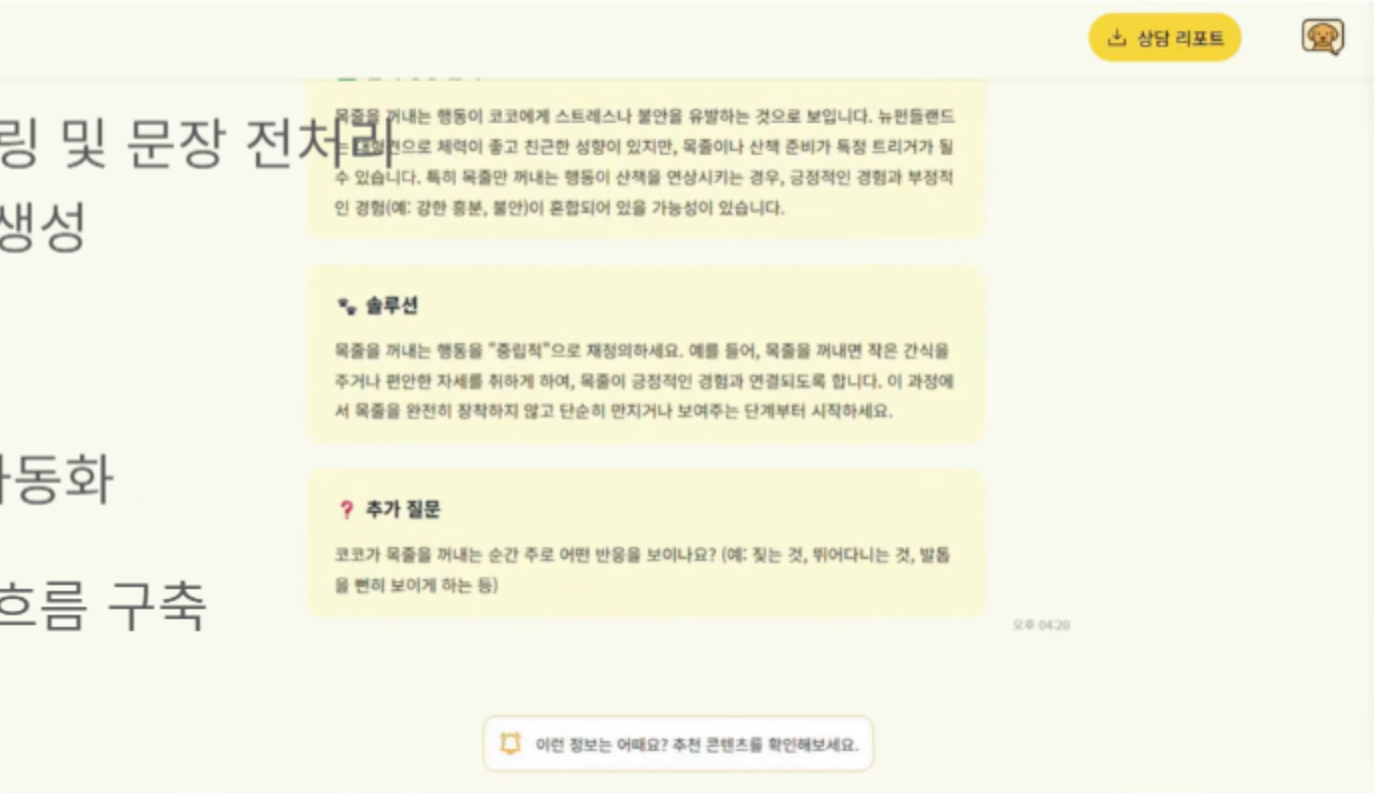 상담 리포트
링 및 문장 전처리
생성
동화
흐름 구축
목줄을 꺼내는 행동이 코코에게 스트레스나 불안을 유발하는 것으로 보입니다. 뉴펀들랜드
는 대형견으로 체력이 좋고 친근한 성향이 있지만, 목줄이나 산책 준비가 특정 트리거가 될
수 있습니다. 특히 목줄만 꺼내는 행동이 산책을 연상시키는 경우, 긍정적인 경험과 부정적
인 경험(예: 강한 흥분, 불안)이 혼합되어 있을 가능성이 있습니다.
솔루션
목줄을 꺼내는 행동을 "중립적"으로 재정의하세요. 예를 들어, 목줄을 꺼내면 작은 간식을
주거나 편안한 자세를 취하게 하여, 목줄이 긍정적인 경험과 연결되도록 합니다. 이 과정에
서 목줄을 완전히 장착하지 않고 단순히 만지거나 보여주는 단계부터 시작하세요.
❓ 추가 질문
코코가 목줄을 꺼내는 순간 주로 어떤 반응을 보이나요? (예: 짖는 것, 뛰어다니는 것, 발톱
을 뻔히 보이게 하는 등)
오후 04:20
이런 정보는 어때요? 추천 콘텐츠를 확인해보세요.